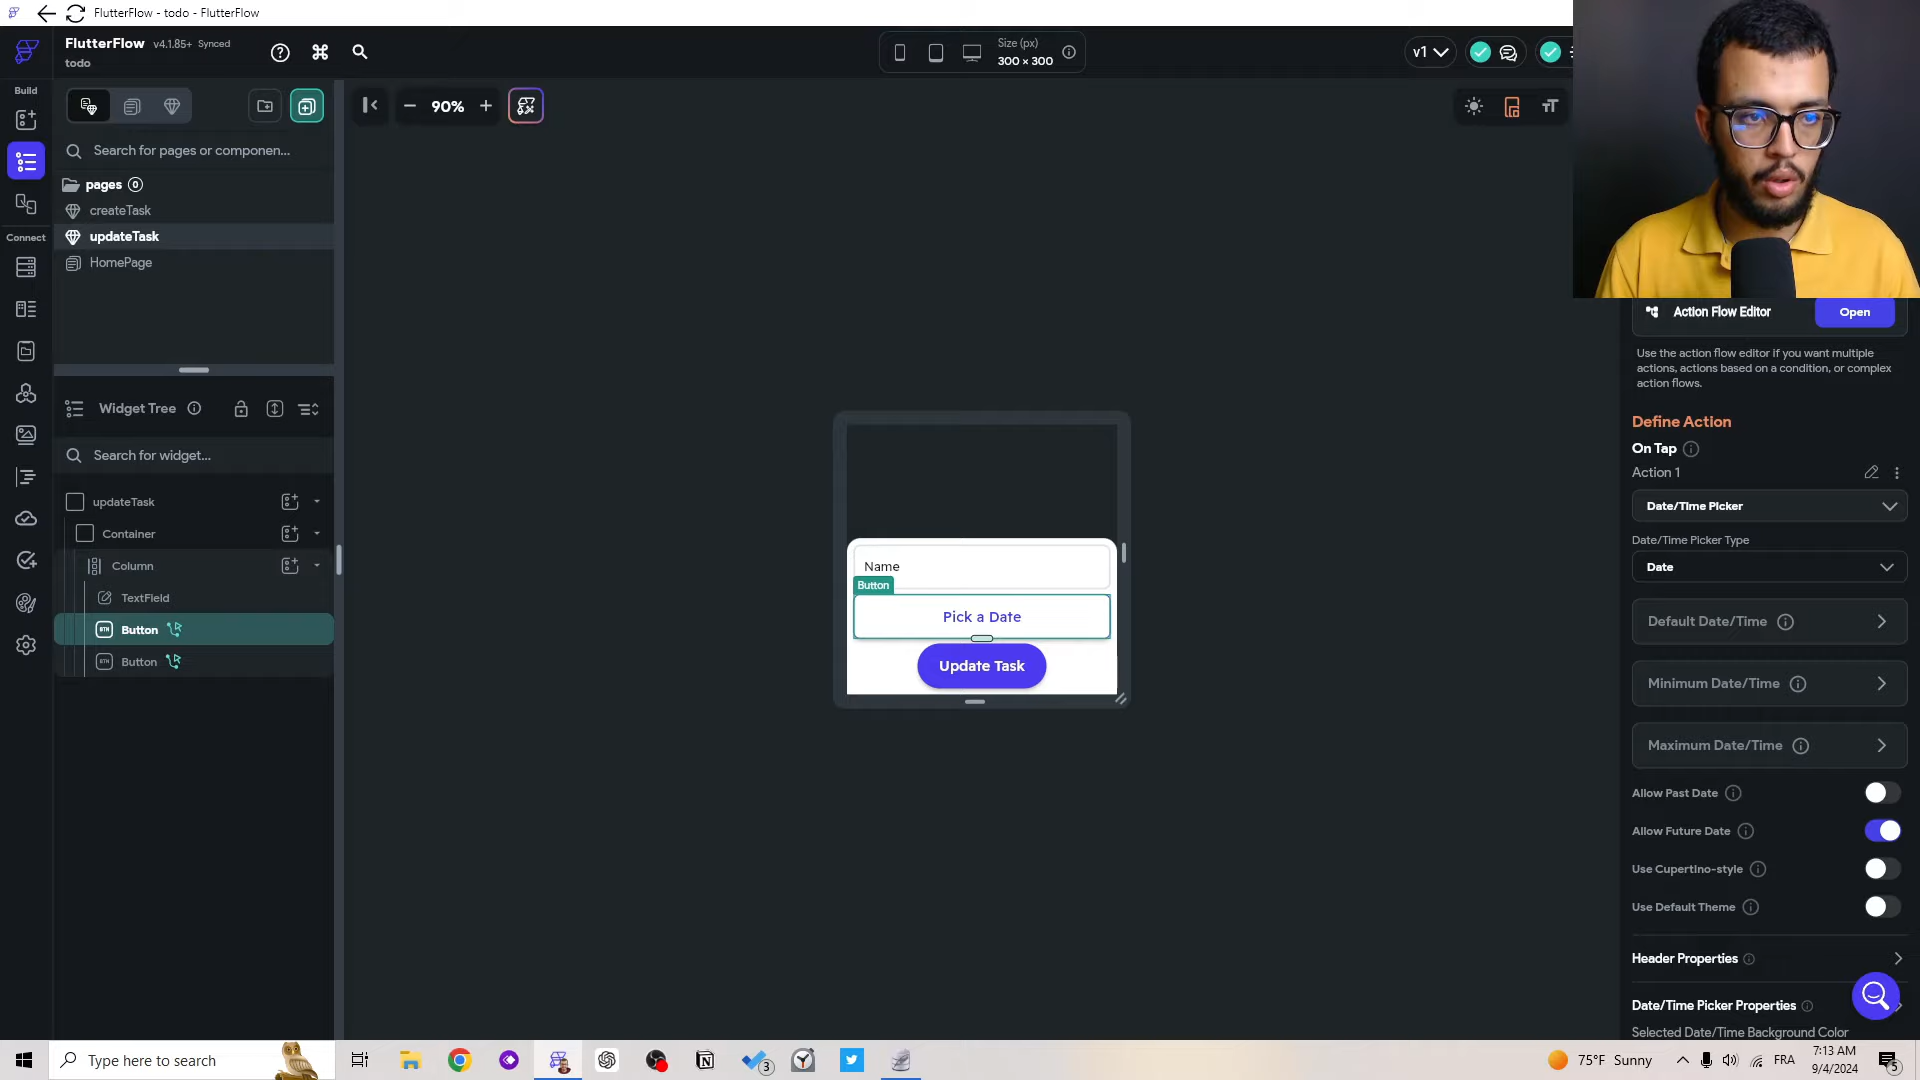 FlutterFlow - todo - FlutterFlow
FlutterFlow v4.1.85+ Synced
todo
Size (px)
300 × 300
v1
Build
90%
Search for pages or componen...
pages 0
createTask
updateTask
HomePage
Connect
Widget Tree
Search for widget...
updateTask
Container
Column
TextField
Button
Button
Name
Button
Pick a Date
Update Task
Action Flow Editor
Open
Use the action flow editor if you want multiple
actions, actions based on a condition, or complex
action flows.
Define Action
On Tap
Action 1
Date/Time Picker
Date/Time Picker Type
Date
Default Date/Time
Minimum Date/Time
Maximum Date/Time
Allow Past Date
Allow Future Date
Use Cupertino-style
Use Default Theme
Header Properties
Date/Time Picker Properties
Selected Date/Time Background Color
Type here to search
3
75°F Sunny
FRA
7:13 AM
9/4/2024
5